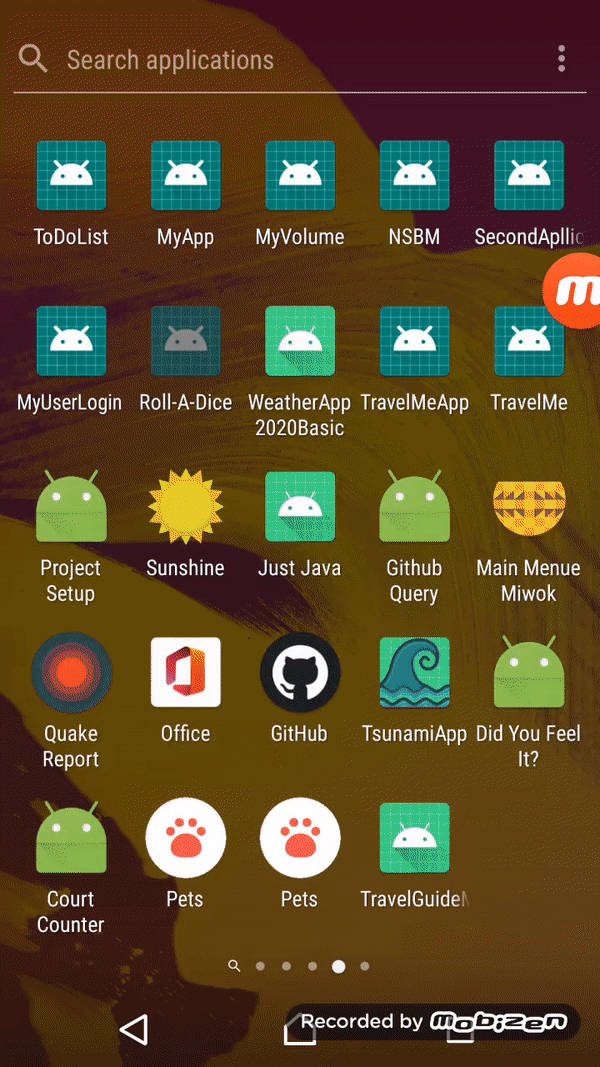 Search applications
ToDoList
MyApp
MyVolume
NSBM
SecondApllic
m
MyUserLogin
Roll-A-Dice
WeatherApp
2020Basic
TravelMeApp
TravelMe
Project
Setup
Sunshine
Just Java
Github
Query
Main Menue
Miwok
Quake
Report
Office
GitHub
TsunamiApp
Did You Feel
It?
Court
Counter
Pets
Pets
TravelGuideM
Recorded by mobizen